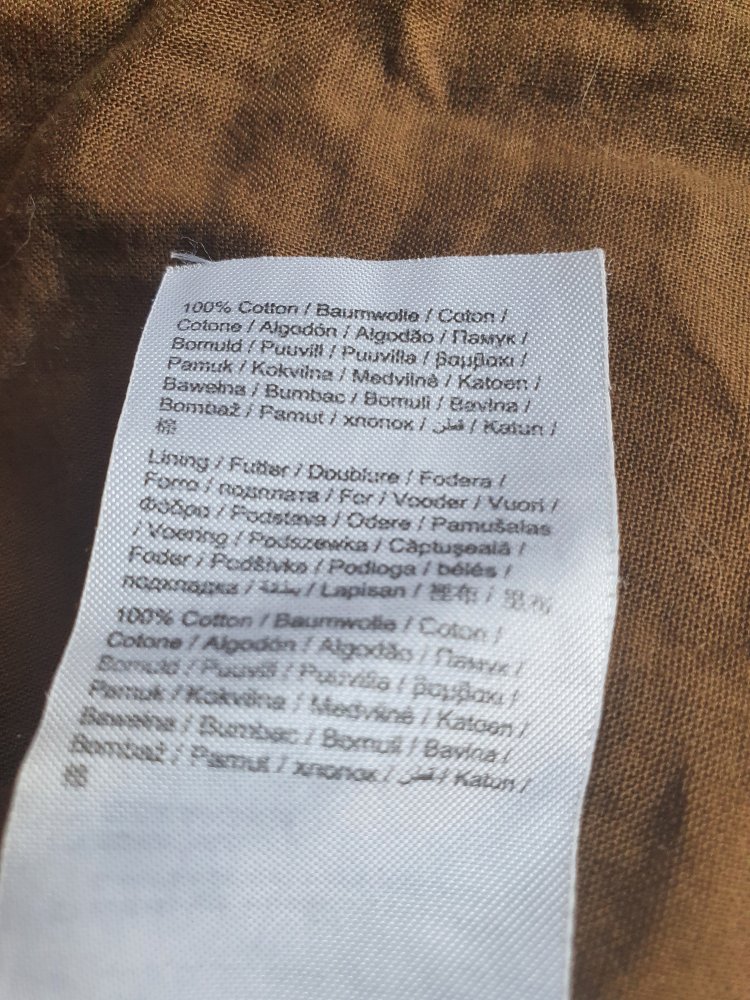 100% Cotton / Baumwolle / Coton /
Cotone / Algodón / Algodão / Памук /
Bomuld / Puuvill / Puuvilla / βαμβακι /
Pamuk / Kokvilna / Medvilnė / Katoen /
Bawełna / Bumbac / Bomull / Bavlna /
Bombaž / Pamut / хлопок / قطن / Katun /
棉
Lining / Futter / Doublure / Fodera /
Forro / подплата / For / Vooder / Vuori /
Φόδρα / Podstava / Odere / Pamušalas
/ Voering / Podszewka / Căptuşeală /
Foder / Podšívka / Podloga / bélés /
подкладка / بطانة / Lapisan / 裡布 / 里布
100% Cotton / Baumwolle / Coton /
Cotone / Algodón / Algodão / Памук /
Bomuld / Puuvill / Puuvilla / βαμβακι /
Pamuk / Kokvilna / Medvilnė / Katoen /
Bawełna / Bumbac / Bomull / Bavlna /
Bombaž / Pamut / хлопок / قطن / Katun /
棉